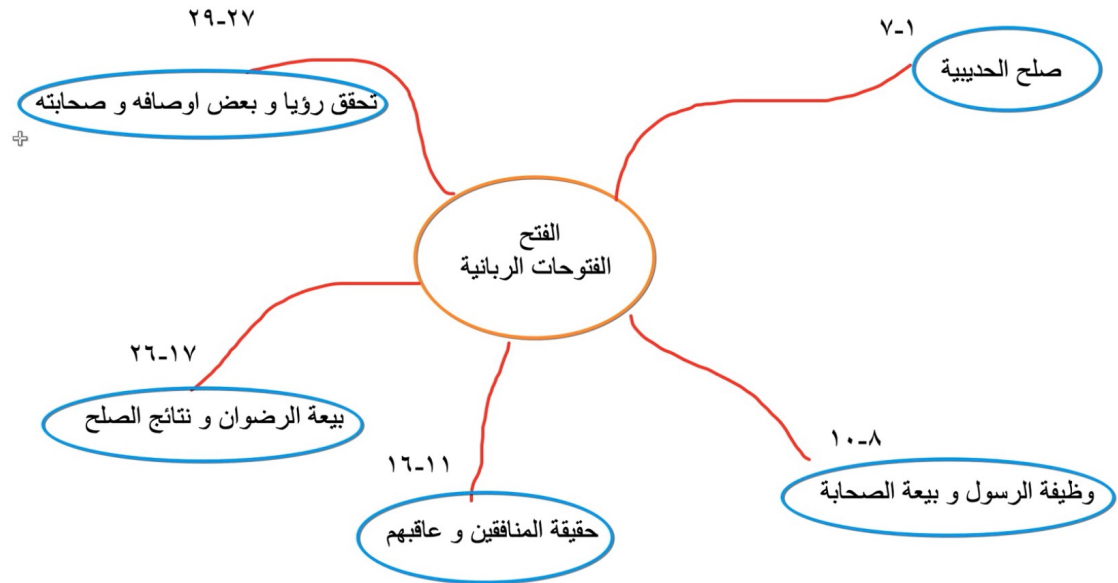 ٢٧-٢٩
١-٧
صلح الحديبية
تحقق رؤيا و بعض اوصافه و صحابته
الفتح
الفتوحات الربانية
١٧-٢٦
بيعة الرضوان و نتائج الصلح
٨-١٠
١١-١٦
وظيفة الرسول و بيعة الصحابة
حقيقة المنافقين و عاقبهم